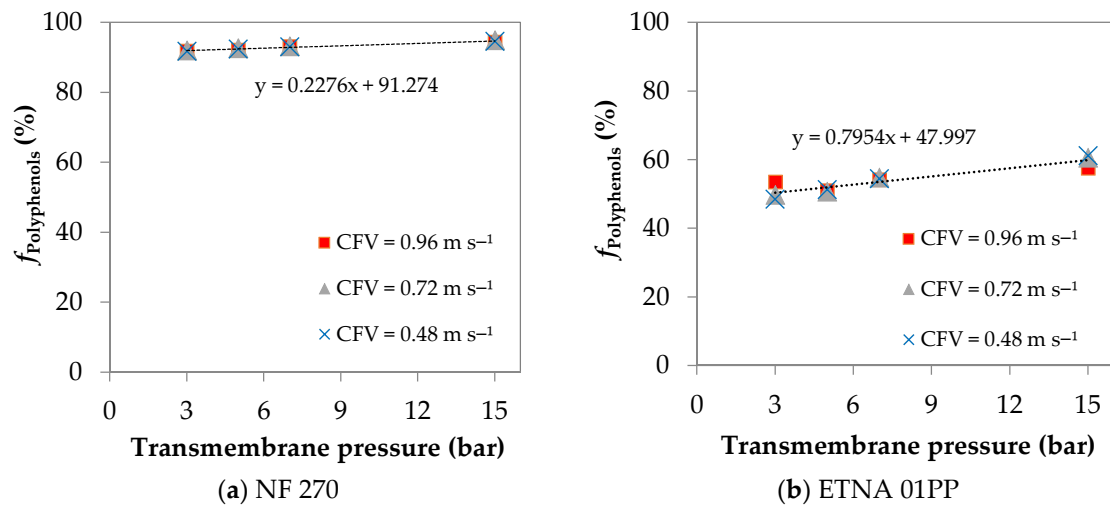 100
80
60
40
20
0
f Polyphenols (%)
y = 0.2276x + 91.274
CFV = 0.96 m s⁻¹
CFV = 0.72 m s⁻¹
CFV = 0.48 m s⁻¹
0 3 6 9 12 15
Transmembrane pressure (bar)
(a) NF 270
100
80
60
40
20
0
f Polyphenols (%)
y = 0.7954x + 47.997
CFV = 0.96 m s⁻¹
CFV = 0.72 m s⁻¹
CFV = 0.48 m s⁻¹
0 3 6 9 12 15
Transmembrane pressure (bar)
(b) ETNA 01PP